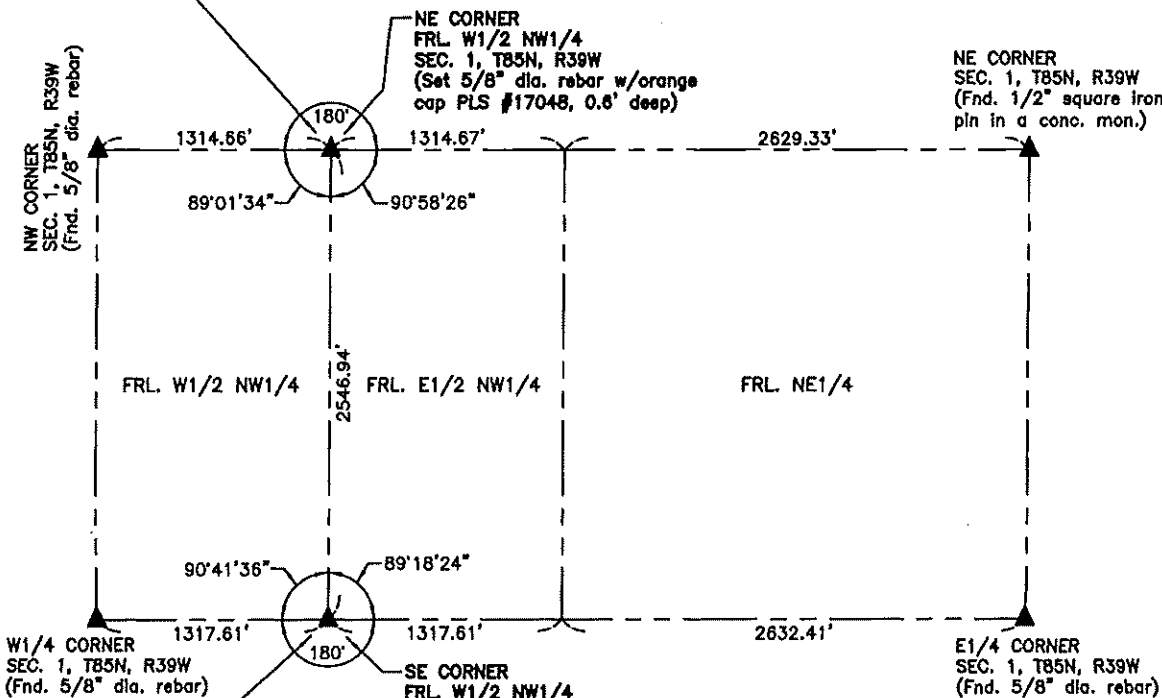 NE CORNER
FRL. W1/2 NW1/4
SEC. 1, T85N, R39W
(Set 5/8" dia. rebar w/orange
cap PLS #17048, 0.6' deep)
NE CORNER
SEC. 1, T85N, R39W
(Fnd. 1/2" square iron
pin in a conc. mon.)
NW CORNER
SEC. 1, T85N, R39W
(Fnd. 5/8" dia. rebar)
180'
1314.66'
1314.67'
2629.33'
89'01'34"
90'58'26"
FRL. W1/2 NW1/4
2546.94'
FRL. E1/2 NW1/4
FRL. NE1/4
90'41'36"
89'18'24"
1317.61'
180'
1317.61'
2632.41'
W1/4 CORNER
SEC. 1, T85N, R39W
(Fnd. 5/8" dia. rebar)
SE CORNER
FRL. W1/2 NW1/4
E1/4 CORNER
SEC. 1, T85N, R39W
(Fnd. 5/8" dia. rebar)